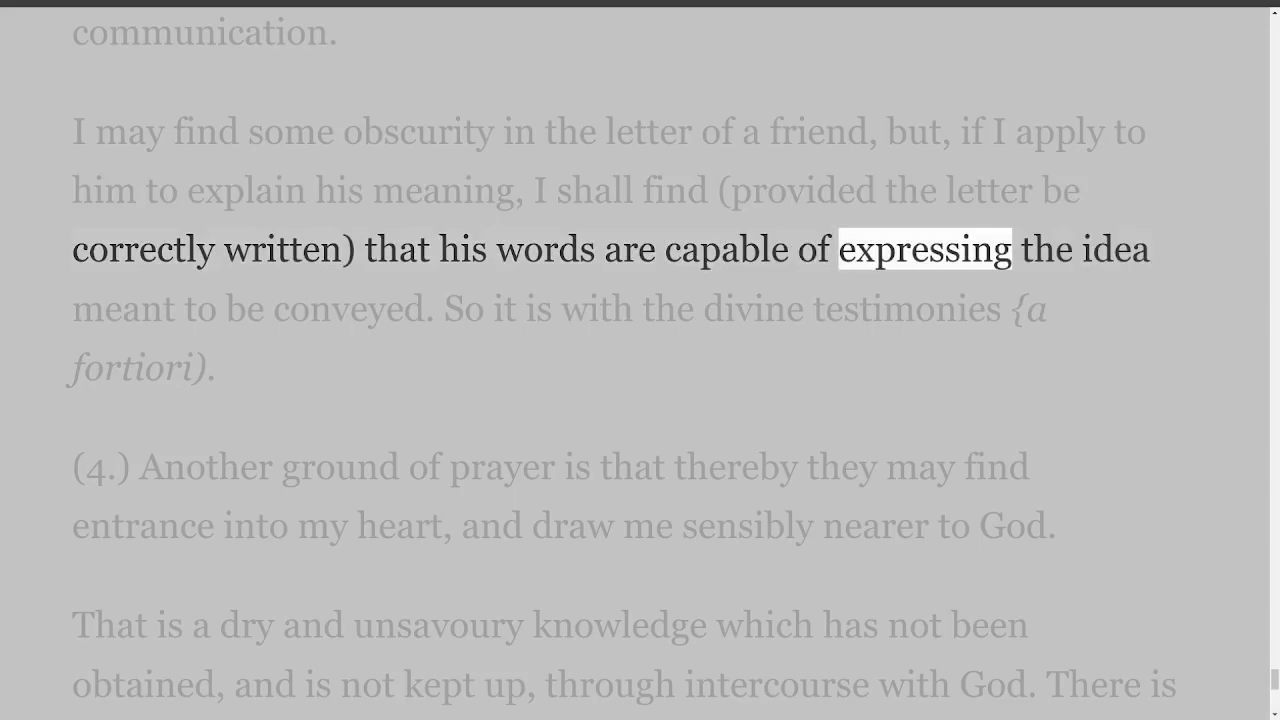 communication.
I may find some obscurity in the letter of a friend, but, if I apply to
him to explain his meaning, I shall find (provided the letter be
correctly written) that his words are capable of expressing the idea
meant to be conveyed. So it is with the divine testimonies {a
fortiori).
(4.) Another ground of prayer is that thereby they may find
entrance into my heart, and draw me sensibly nearer to God.
That is a dry and unsavoury knowledge which has not been
obtained, and is not kept up, through intercourse with God. There is